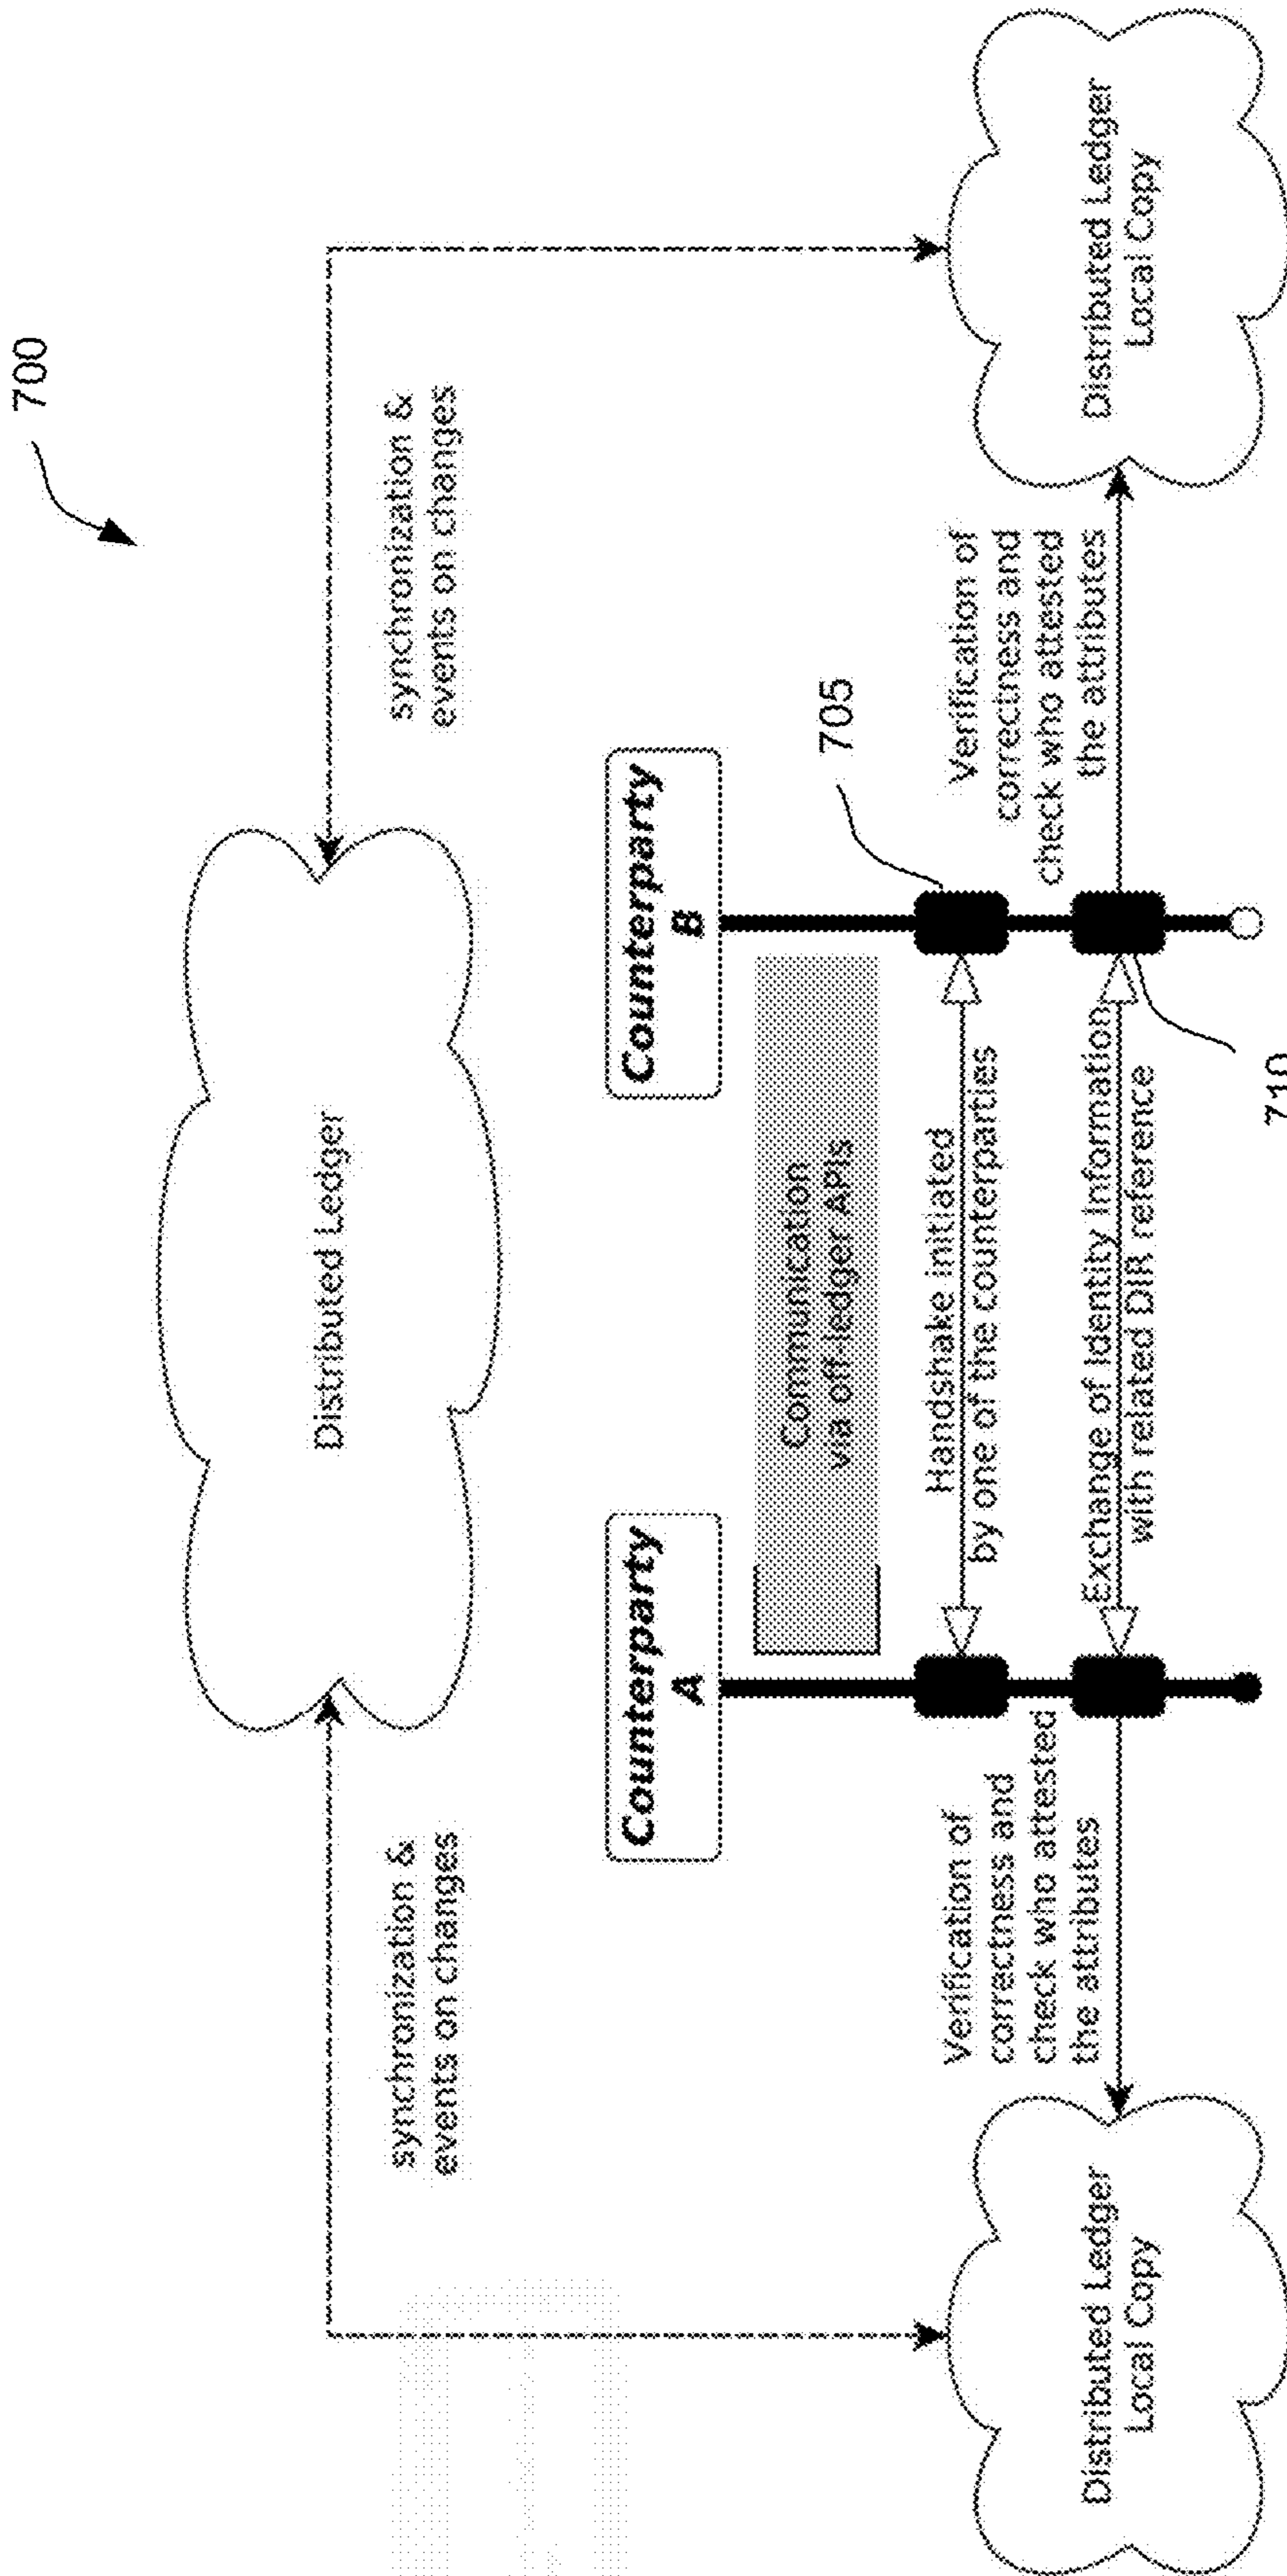 700
Distributed Ledger
synchronization &
events on changes
synchronization &
events on changes
Counterparty
A
Counterparty
B
Communication
via off-ledger APIs
705
Handshake initiated
by one of the counterparties
Exchange of Identity Information
with related DIR reference
710
Verification of
correctness and
check who attested
the attributes
Verification of
correctness and
check who attested
the attributes
Distributed Ledger
Local Copy
Distributed Ledger
Local Copy